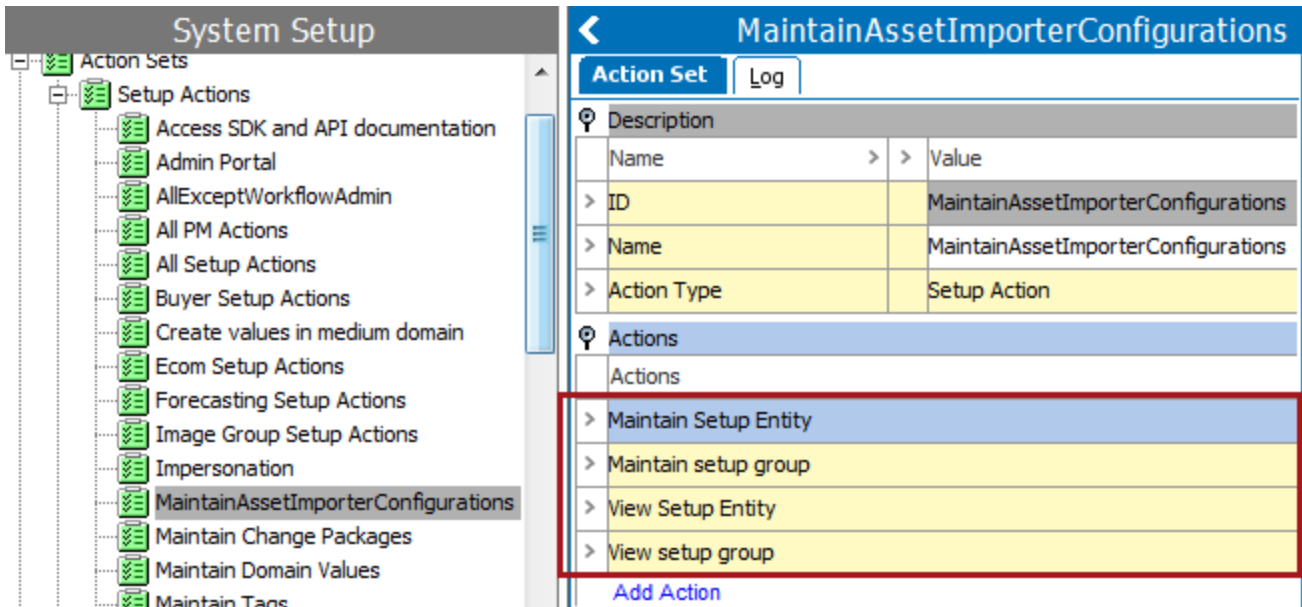 System Setup
Action Sets
Setup Actions
Access SDK and API documentation
Admin Portal
AllExceptWorkflowAdmin
All PM Actions
All Setup Actions
Buyer Setup Actions
Create values in medium domain
Ecom Setup Actions
Forecasting Setup Actions
Image Group Setup Actions
Impersonation
MaintainAssetImporterConfigurations
Maintain Change Packages
Maintain Domain Values
Maintain Tags
MaintainAssetImporterConfigurations
Action Set Log
Description
Name > > Value
> ID MaintainAssetImporterConfigurations
> Name MaintainAssetImporterConfigurations
> Action Type Setup Action
Actions
Actions
> Maintain Setup Entity
> Maintain setup group
> View Setup Entity
> View setup group
Add Action